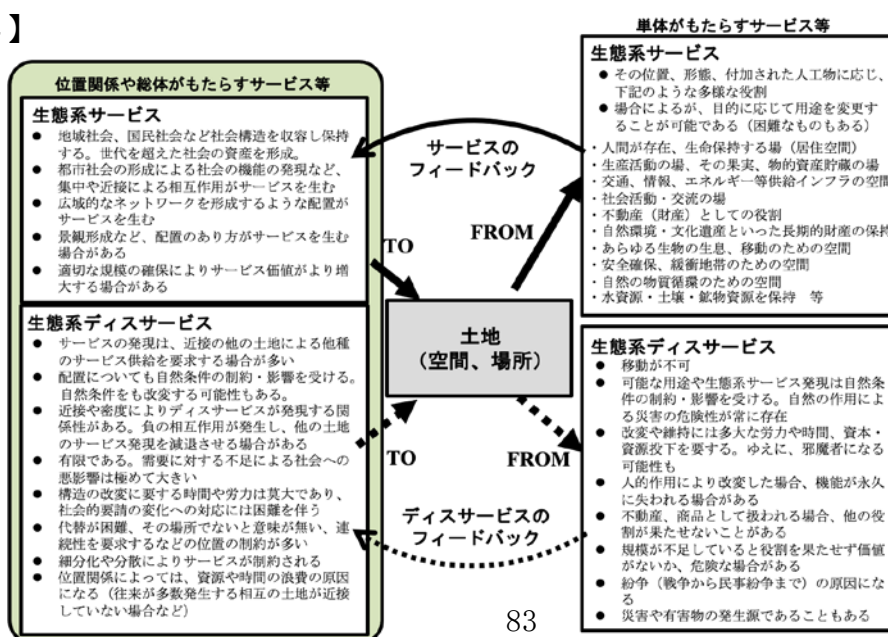 】
位置関係や総体がもたらすサービス等
生態系サービス
● 地域社会、国民社会など社会構造を収容し保持
する。世代を超えた社会の資産を形成。
● 都市社会の形成による社会の機能の発現など、
集中や近接による相互作用がサービスを生む
● 広域的なネットワークを形成するような配置が
サービスを生む
● 景観形成など、配置のあり方がサービスを生む
場合がある
● 適切な規模の確保によりサービス価値がより増
大する場合がある
生態系ディスサービス
● サービスの発現は、近接の他の土地による他種
のサービス供給を要求する場合が多い
● 配置についても自然条件の制約・影響を受ける。
自然条件をも改変する可能性もある。
● 近接や密度によりディスサービスが発現する関
係性がある。負の相互作用が発生し、他の土地
のサービス発現を減退させる場合がある
● 有限である。需要に対する不足による社会への
悪影響は極めて大きい
● 構造の改変に要する時間や労力は莫大であり、
社会的要請の変化への対応には困難を伴う
● 代替が困難、その場所でないと意味が無い、連
続性を要求するなどの位置の制約が多い
● 細分化や分散によりサービスが制約される
● 位置関係によっては、資源や時間の浪費の原因
になる（往来が多数発生する相互の土地が近接
していない場合など）
サービスの
フィードバック
TO
FROM
土地
（空間、場所）
TO
FROM
ディスサービスの
フィードバック
単体がもたらすサービス等
生態系サービス
● その位置、形態、付加された人工物に応じ、
下記のような多様な役割
● 場合によるが、目的に応じて用途を変更す
ることが可能である（困難なものもある）
・人間が存在、生命保持する場（居住空間）
・生産活動の場、その果実、物的資産貯蔵の場
・交通、情報、エネルギー等供給インフラの空間
・社会活動・交流の場
・不動産（財産）としての役割
・自然環境・文化遺産といった長期的財産の保持
・あらゆる生物の生息、移動のための空間
・安全確保、緩衝地帯のための空間
・自然の物質循環のための空間
・水資源・土壌・鉱物資源を保持　等
生態系ディスサービス
● 移動が不可
● 可能な用途や生態系サービス発現は自然条
件の制約・影響を受ける。自然の作用によ
る災害の危険性が常に存在
● 改変や維持には多大な労力や時間、資本・
資源投下を要する。ゆえに、邪魔者になる
可能性も
● 人的作用により改変した場合、機能が永久
に失われる場合がある
● 不動産、商品として扱われる場合、他の役
割が果たせないことがある
● 規模が不足していると役割を果たせず価値
がないか、危険な場合がある
● 紛争（戦争から民事紛争まで）の原因にな
る
● 災害や有害物の発生源であることもある
83